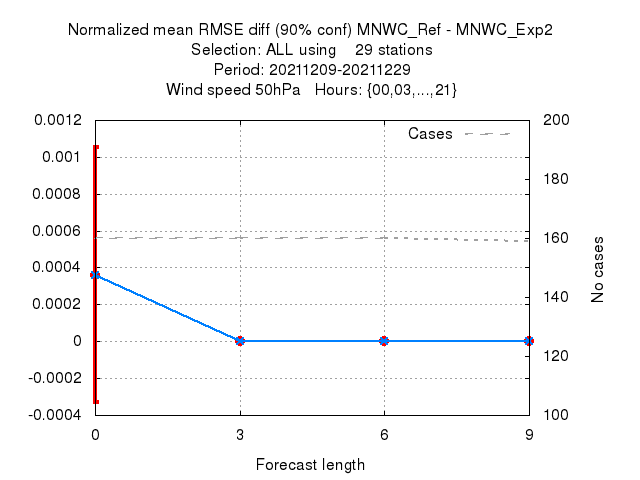 Normalized mean RMSE diff (90% conf) MNWC_Ref - MNWC_Exp2
Selection: ALL using 29 stations
Period: 20211209-20211229
Wind speed 50hPa Hours: {00,03,...,21}
Cases
0.0012
0.001
0.0008
0.0006
0.0004
0.0002
0
-0.0002
-0.0004
200
180
160
140
120
100
No cases
0 3 6 9
Forecast length